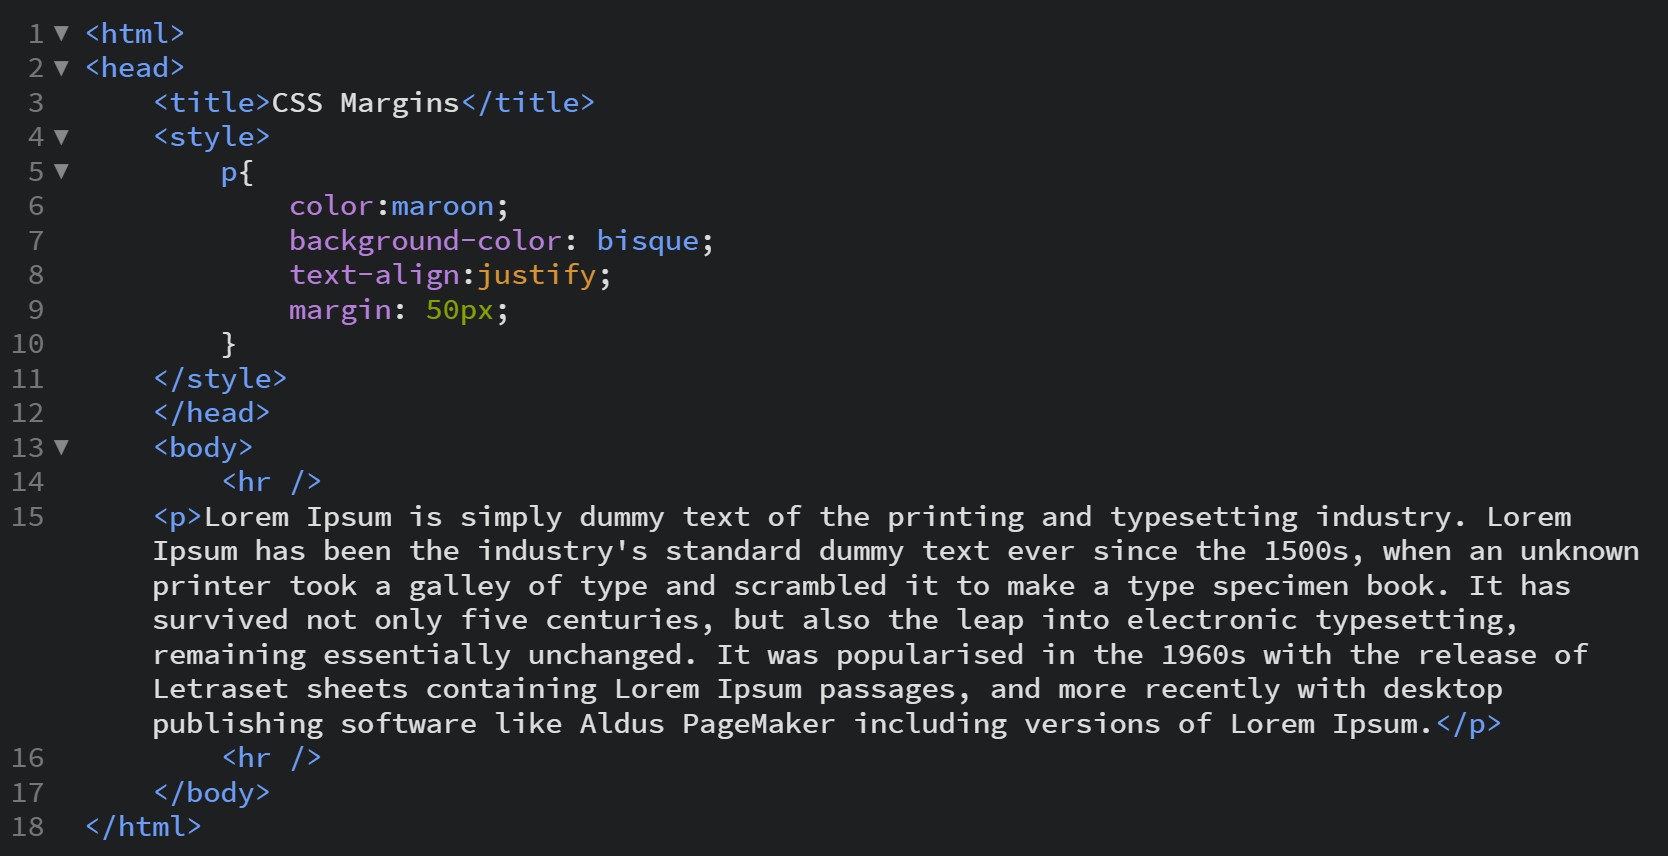 1 ▼ <html>
2 ▼ <head>
3 <title>CSS Margins</title>
4 ▼ <style>
5 ▼ p{
6 color:maroon;
7 background-color: bisque;
8 text-align:justify;
9 margin: 50px;
10 }
11 </style>
12 </head>
13 ▼ <body>
14 <hr />
15 <p>Lorem Ipsum is simply dummy text of the printing and typesetting industry. Lorem
Ipsum has been the industry's standard dummy text ever since the 1500s, when an unknown
printer took a galley of type and scrambled it to make a type specimen book. It has
survived not only five centuries, but also the leap into electronic typesetting,
remaining essentially unchanged. It was popularised in the 1960s with the release of
Letraset sheets containing Lorem Ipsum passages, and more recently with desktop
publishing software like Aldus PageMaker including versions of Lorem Ipsum.</p>
16 <hr />
17 </body>
18 </html>